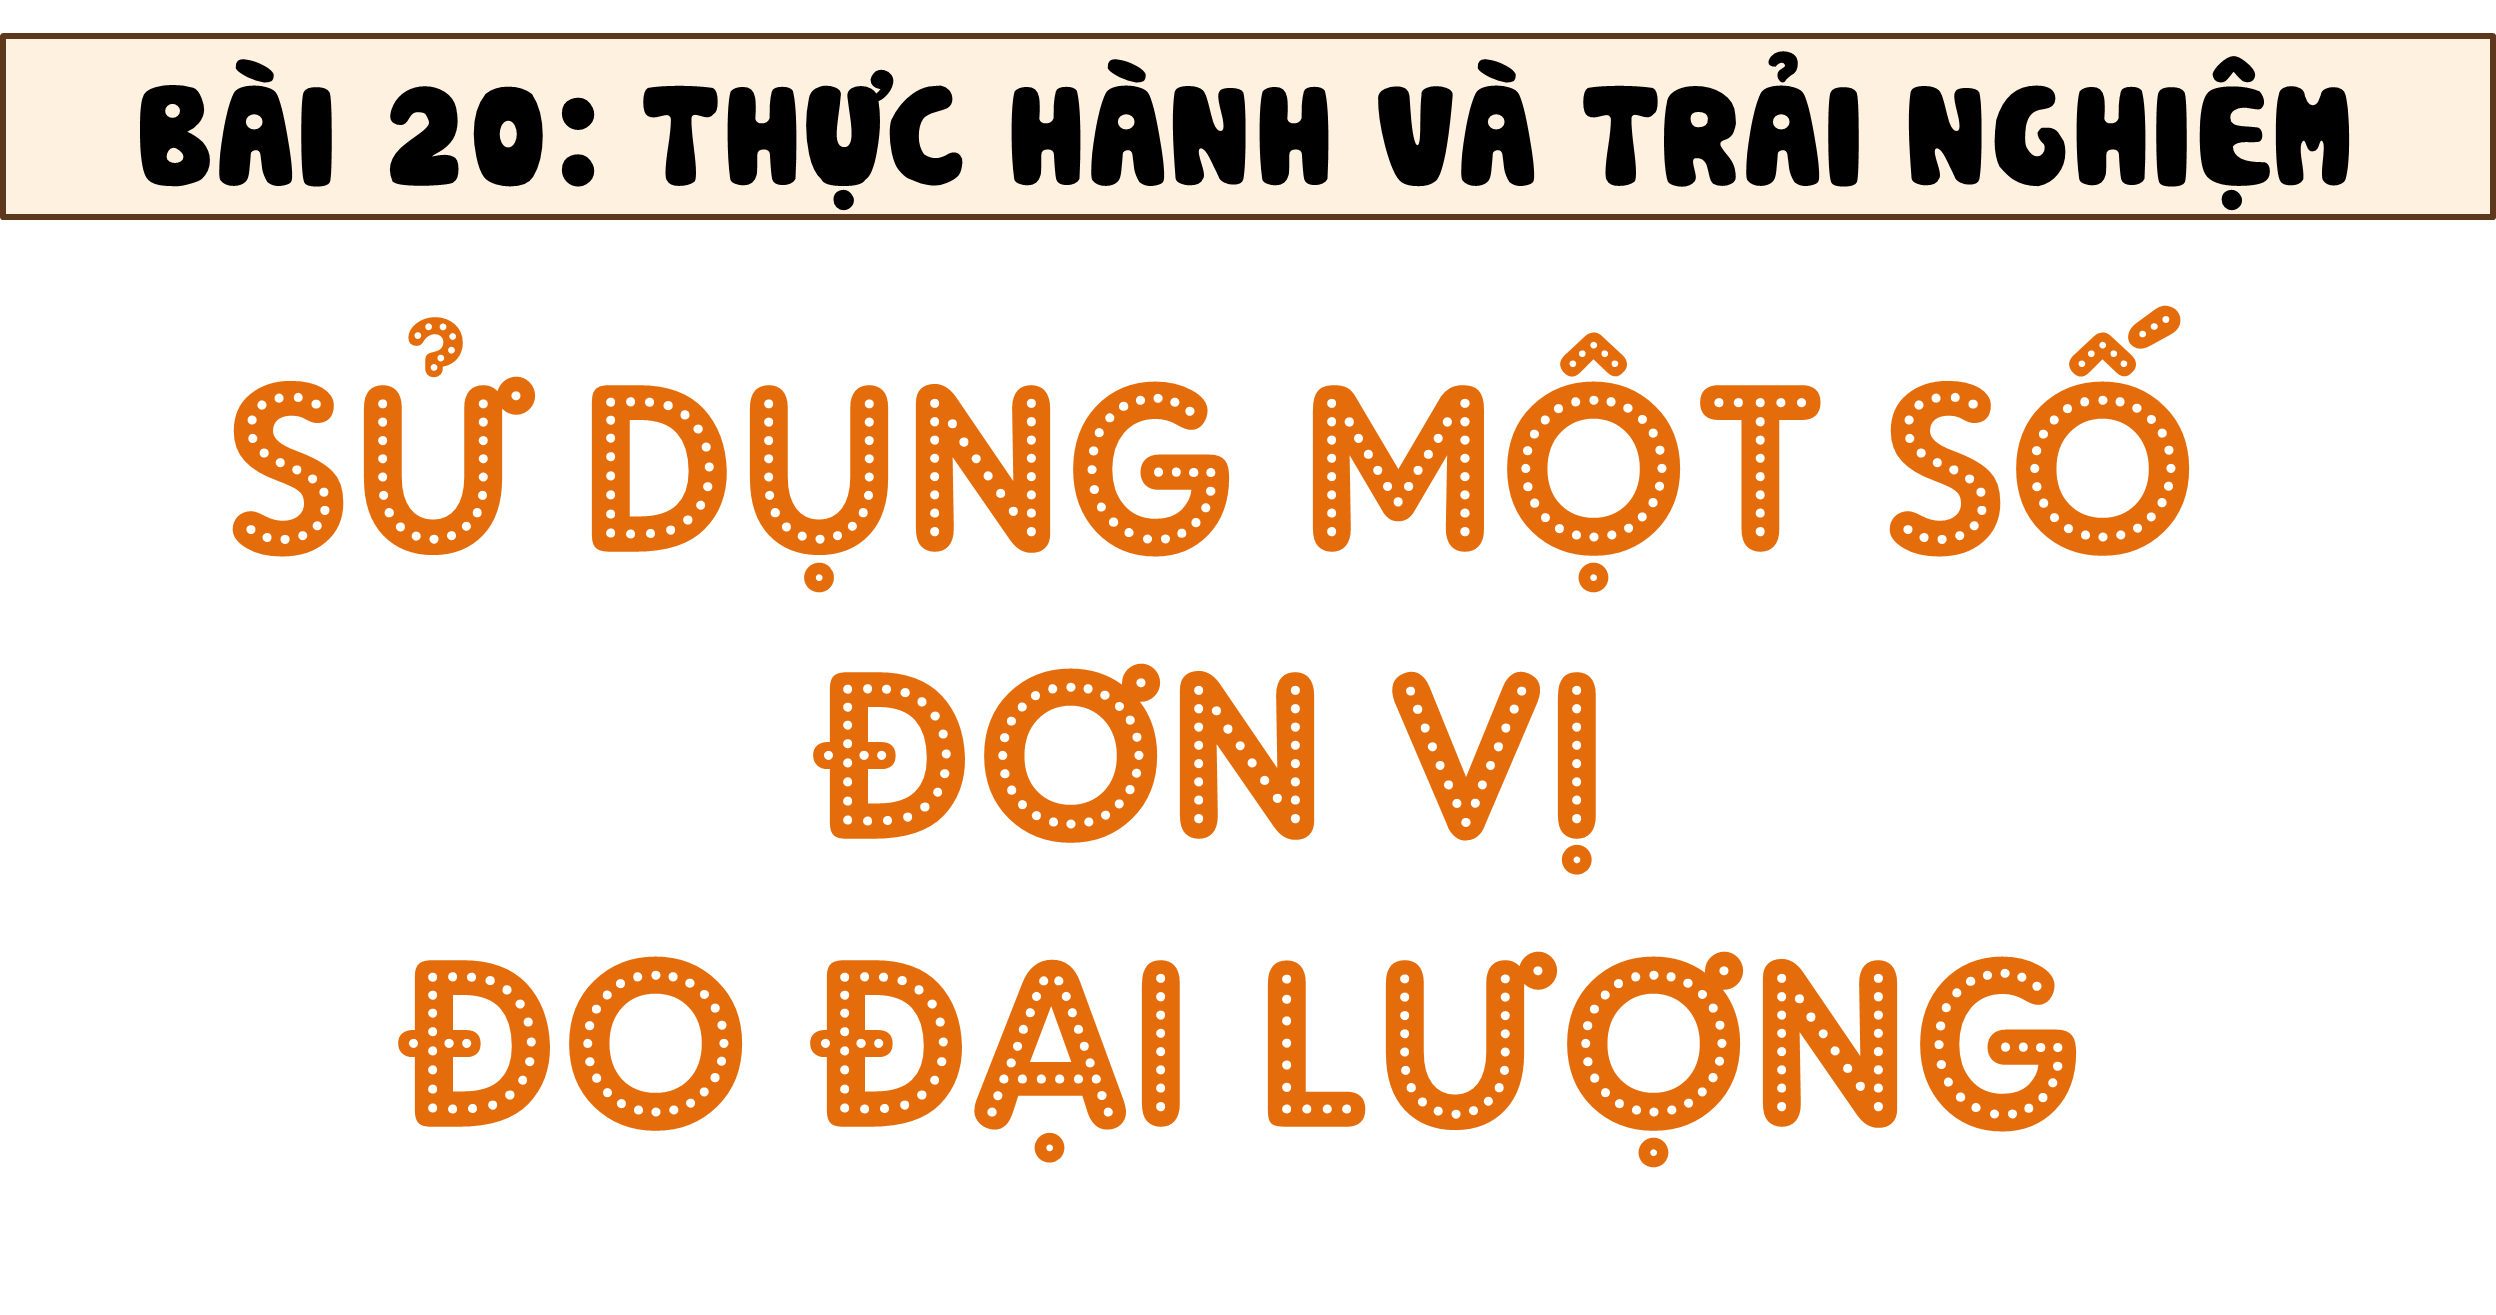 BÀI 20: THỰC HÀNH VÀ TRẢI NGHIỆM
SỬ DỤNG MỘT SỐ
ĐƠN VỊ
ĐO ĐẠI LƯỢNG